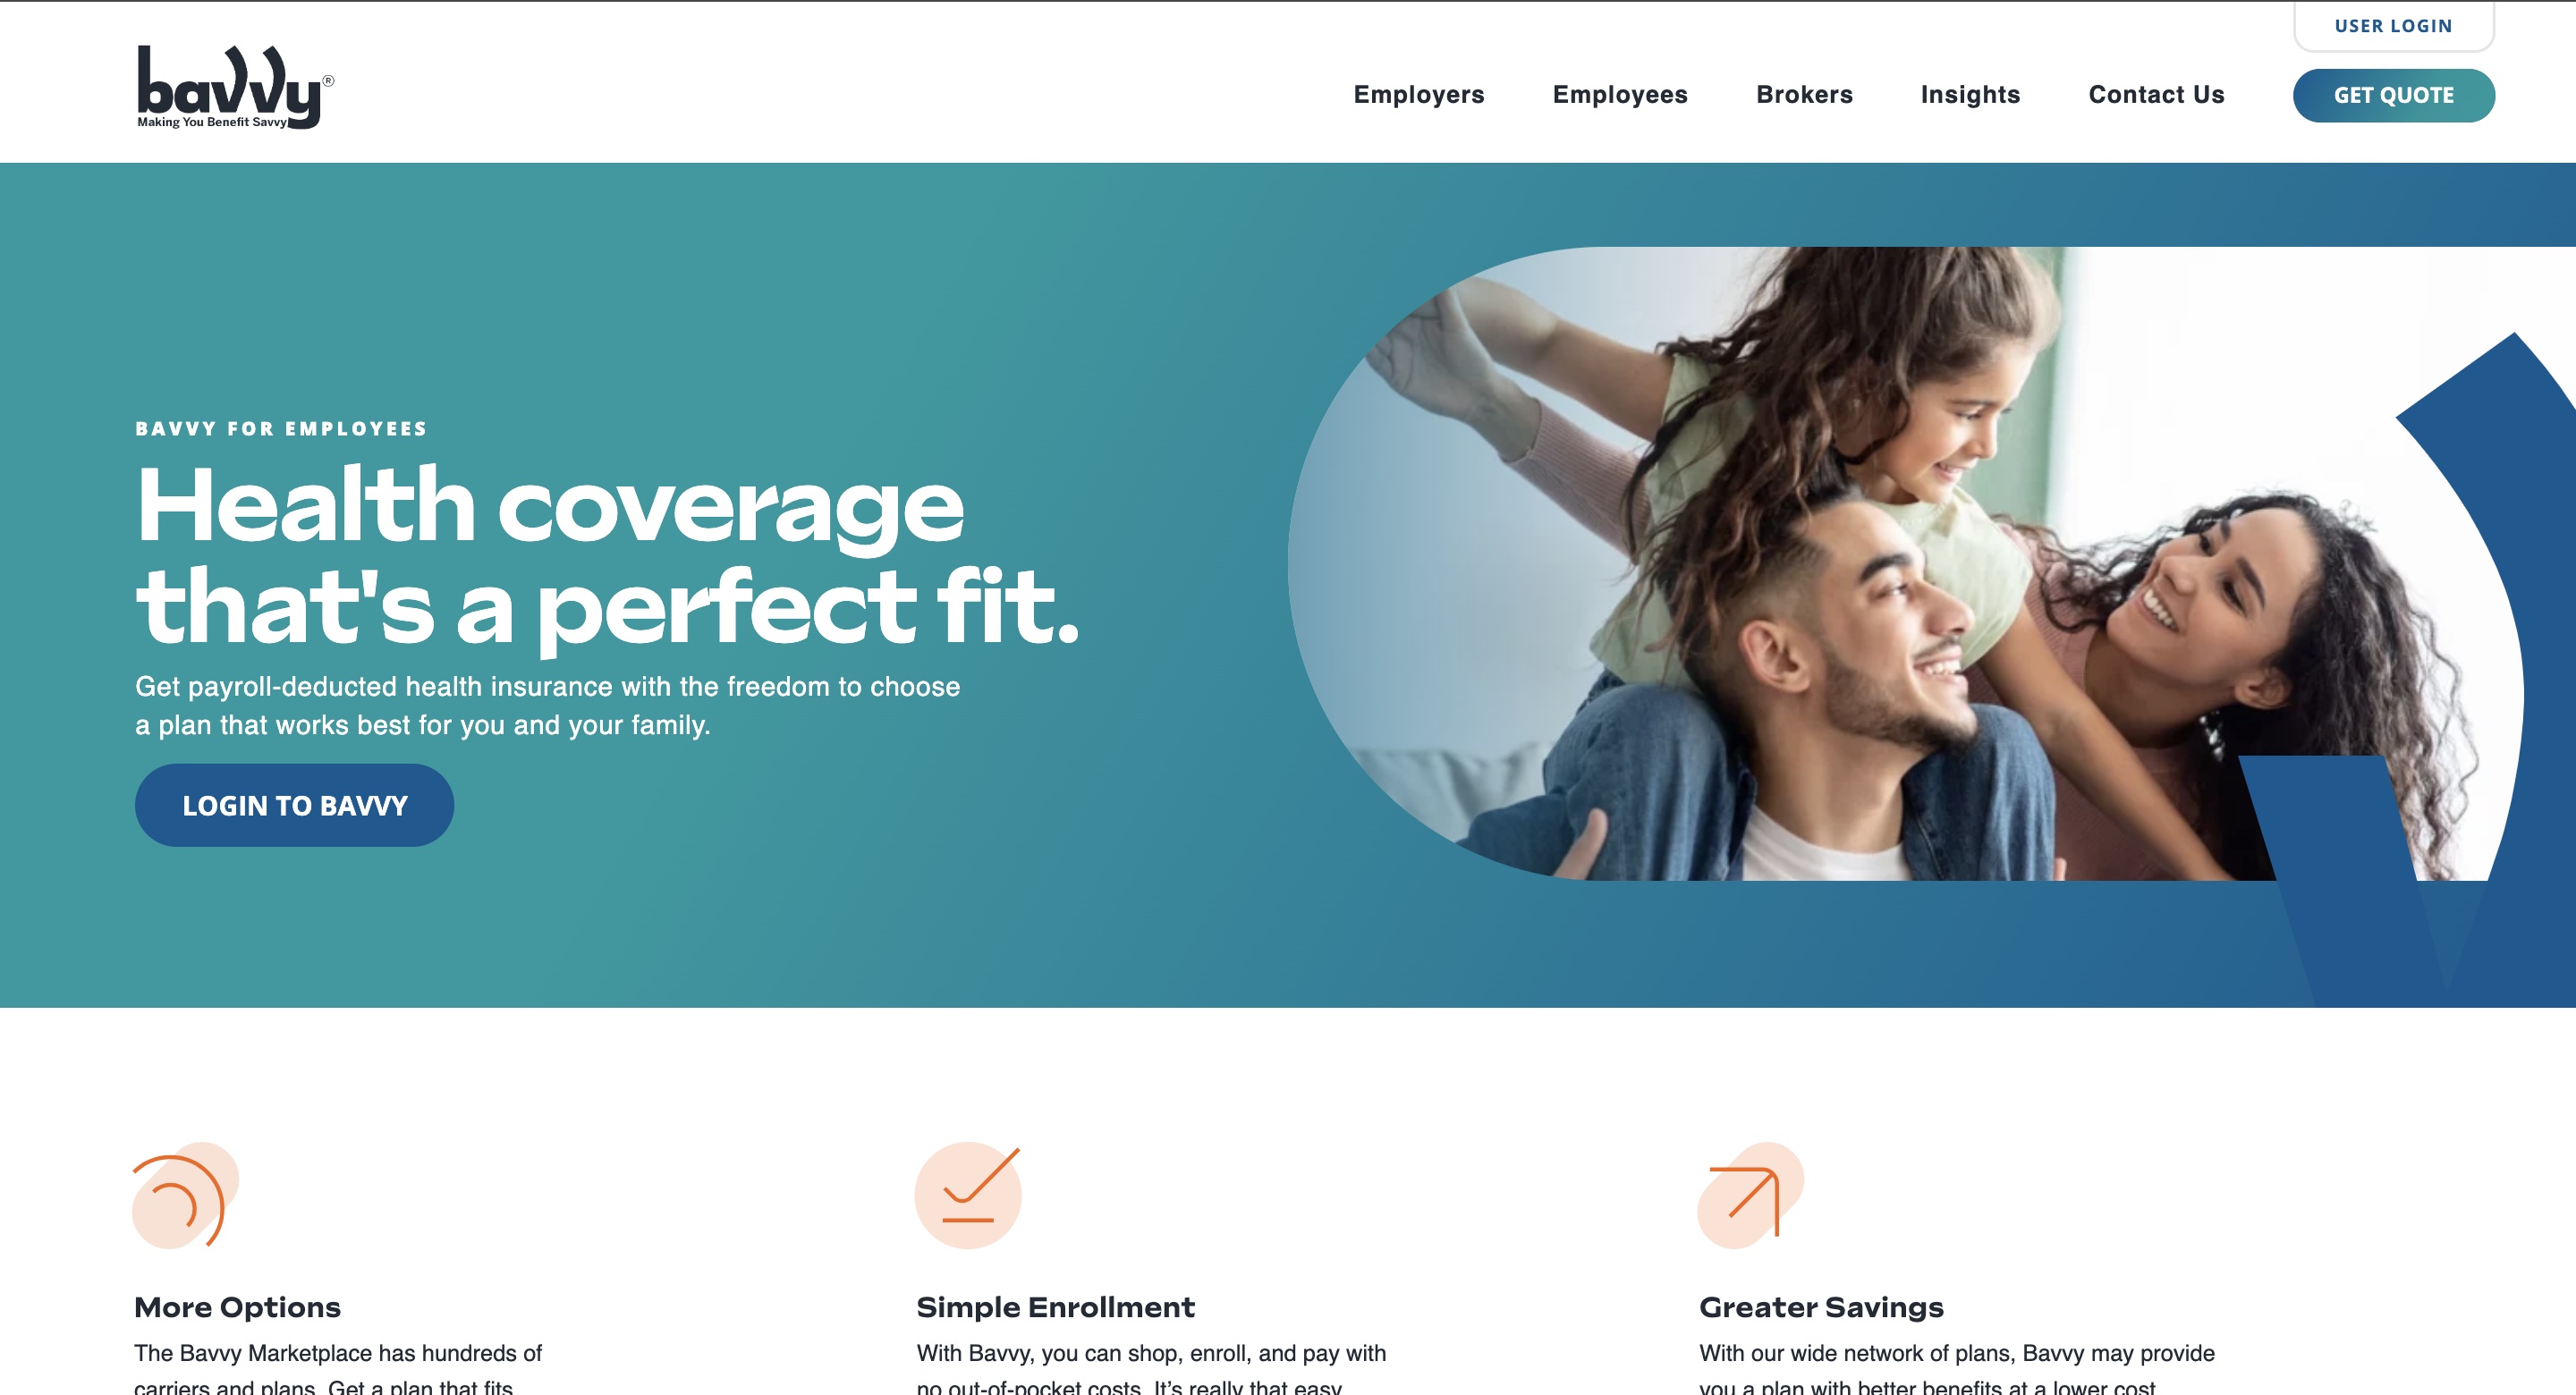 USER LOGIN
bavvy®
Making You Benefit Savvy
Employers Employees Brokers Insights Contact Us GET QUOTE
BAVVY FOR EMPLOYEES
Health coverage
that's a perfect fit.
Get payroll-deducted health insurance with the freedom to choose
a plan that works best for you and your family.
LOGIN TO BAVVY
More Options
The Bavvy Marketplace has hundreds of
carriers and plans. Get a plan that fits
Simple Enrollment
With Bavvy, you can shop, enroll, and pay with
no out-of-pocket costs. It’s really that easy.
Greater Savings
With our wide network of plans, Bavvy may provide
you a plan with better benefits at a lower cost